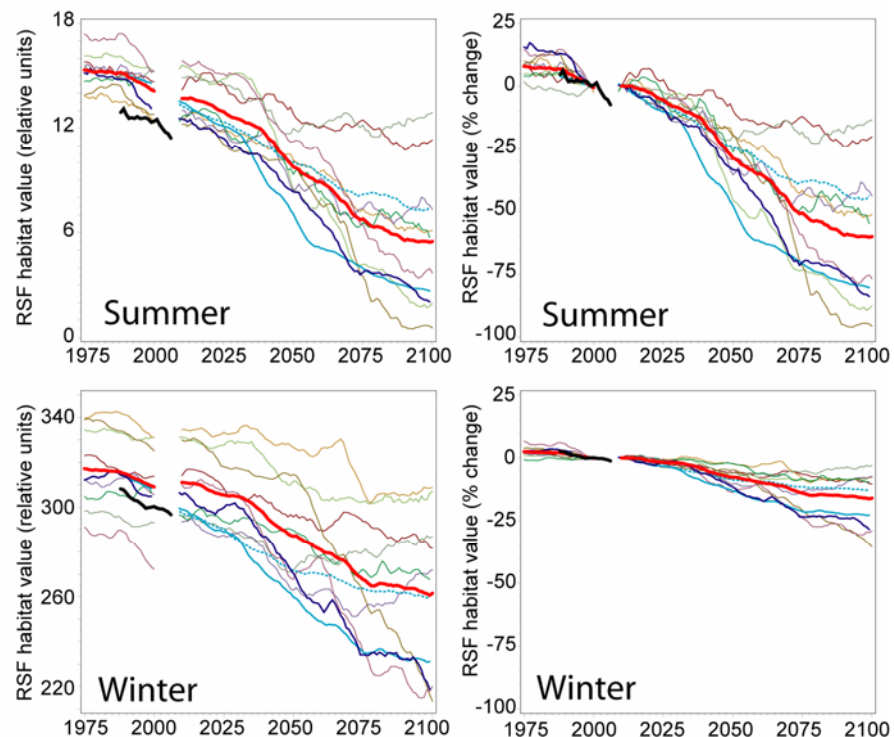 RSF habitat value (relative units)
18
12
6
0
Summer
1975 2000 2025 2050 2075 2100
RSF habitat value (% change)
25
0
-25
-50
-75
-100
Summer
1975 2000 2025 2050 2075 2100
RSF habitat value (relative units)
340
300
260
220
Winter
1975 2000 2025 2050 2075 2100
RSF habitat value (% change)
25
0
-25
-50
-75
-100
Winter
1975 2000 2025 2050 2075 2100